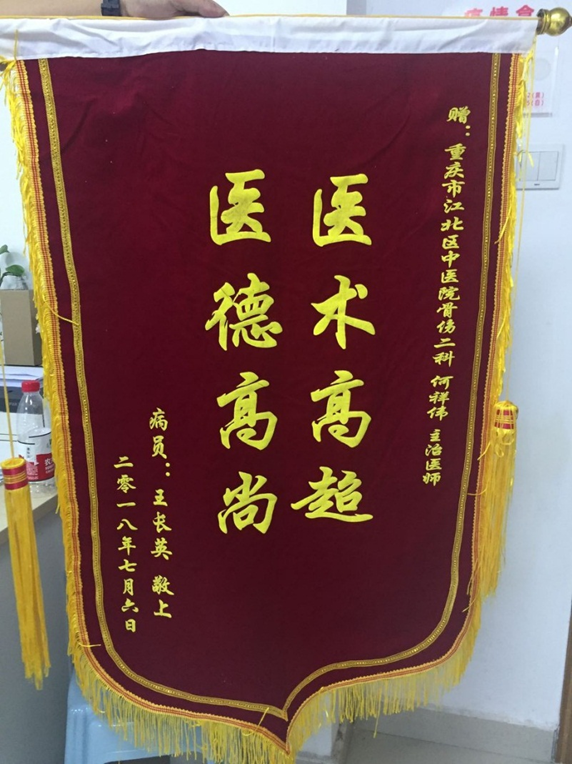 赠：重庆市江北区中医院骨伤二科 何祥伟 主治医师
医术高超
医德高尚
病员：王长英 敬上
二零一八年七月六日